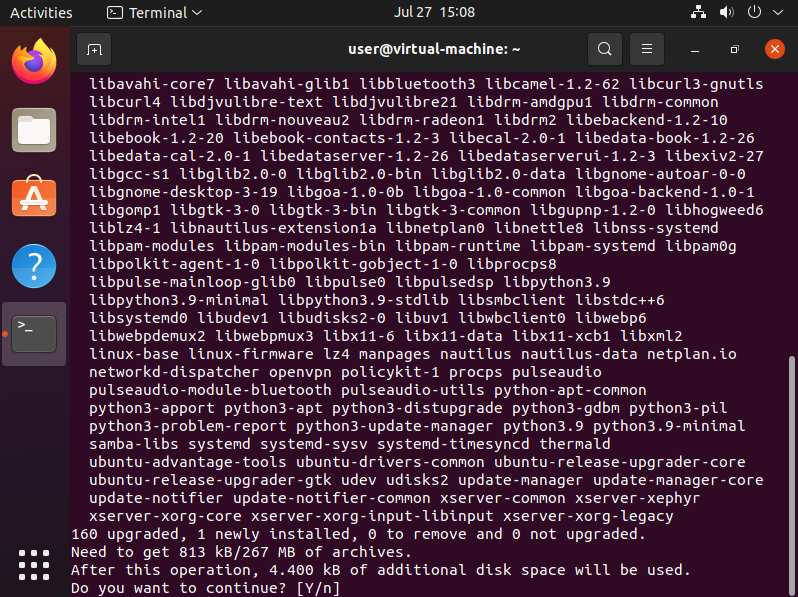 Activities Terminal Jul 27 15:08
user@virtual-machine: ~
libavahi-core7 libavahi-glib1 libbluetooth3 libcamel-1.2-62 libcurl3-gnutls
libcurl4 libdjvulibre-text libdjvulibre21 libdrm-amdgpu1 libdrm-common
libdrm-intel1 libdrm-nouveau2 libdrm-radeon1 libdrm2 libebackend-1.2-10
libebook-1.2-20 libebook-contacts-1.2-3 libecal-2.0-1 libedata-book-1.2-26
libedata-cal-2.0-1 libedataserver-1.2-26 libedataserverui-1.2-3 libexiv2-27
libgcc-s1 libglib2.0-0 libglib2.0-bin libglib2.0-data libgnome-autoar-0-0
libgnome-desktop-3-19 libgoa-1.0-0b libgoa-1.0-common libgoa-backend-1.0-1
libgomp1 libgtk-3-0 libgtk-3-bin libgtk-3-common libgupnp-1.2-0 libhogweed6
liblz4-1 libnautilus-extension1a libnetplan0 libnettle8 libnss-systemd
libpam-modules libpam-modules-bin libpam-runtime libpam-systemd libpam0g
libpolkit-agent-1-0 libpolkit-gobject-1-0 libprocps8
libpulse-mainloop-glib0 libpulse0 libpulsedsp libpython3.9
libpython3.9-minimal libpython3.9-stdlib libsmbclient libstdc++6
libsystemd0 libudev1 libudisks2-0 libuv1 libwbclient0 libwebp6
libwebpdemux2 libwebpmux3 libx11-6 libx11-data libx11-xcb1 libxml2
linux-base linux-firmware lz4 manpages nautilus nautilus-data netplan.io
networkd-dispatcher openvpn policykit-1 procps pulseaudio
pulseaudio-module-bluetooth pulseaudio-utils python-apt-common
python3-apport python3-apt python3-distupgrade python3-gdbm python3-pil
python3-problem-report python3-update-manager python3.9 python3.9-minimal
samba-libs systemd systemd-sysv systemd-timesyncd thermald
ubuntu-advantage-tools ubuntu-drivers-common ubuntu-release-upgrader-core
ubuntu-release-upgrader-gtk udev udisks2 update-manager update-manager-core
update-notifier update-notifier-common xserver-common xserver-xephyr
xserver-xorg-core xserver-xorg-input-libinput xserver-xorg-legacy
160 upgraded, 1 newly installed, 0 to remove and 0 not upgraded.
Need to get 813 kB/267 MB of archives.
After this operation, 4.400 kB of additional disk space will be used.
Do you want to continue? [Y/n]